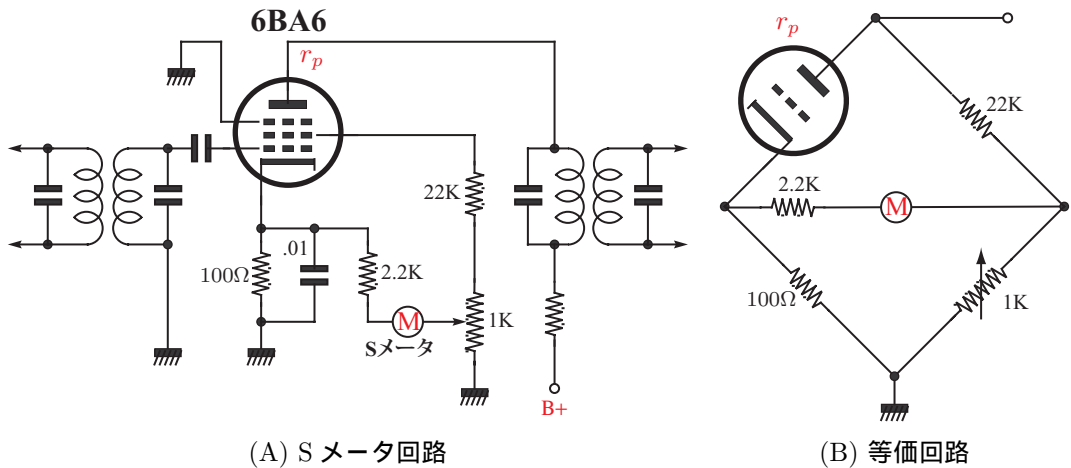 6BA6
r_p
22K
.01
100Ω
2.2K
M
1K
Sメータ
B+
(A) S メータ回路
r_p
22K
2.2K
M
100Ω
1K
(B) 等価回路